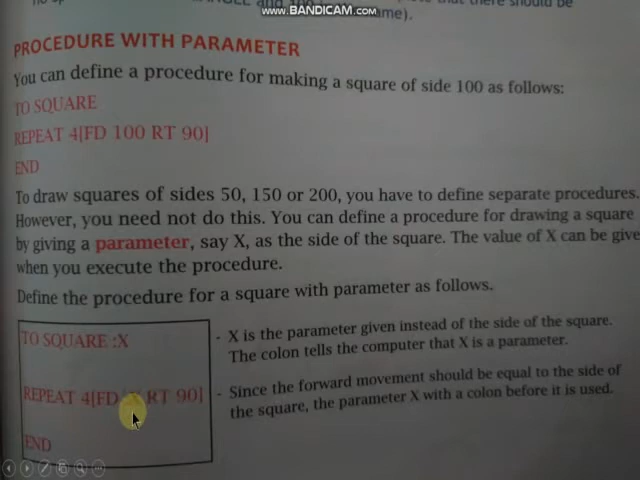 there should be
www.BANDICAM.com
ame).
PROCEDURE WITH PARAMETER
You can define a procedure for making a square of side 100 as follows:
TO SQUARE
REPEAT 4[FD 100 RT 90]
END
To draw squares of sides 50, 150 or 200, you have to define separate procedures.
However, you need not do this. You can define a procedure for drawing a square
by giving a parameter, say X, as the side of the square. The value of X can be give
when you execute the procedure.
Define the procedure for a square with parameter as follows.
TO SQUARE :X
- X is the parameter given instead of the side of the square.
The colon tells the computer that X is a parameter.
REPEAT 4[FD :X RT 90]
- Since the forward movement should be equal to the side of
the square, the parameter X with a colon before it is used.
END